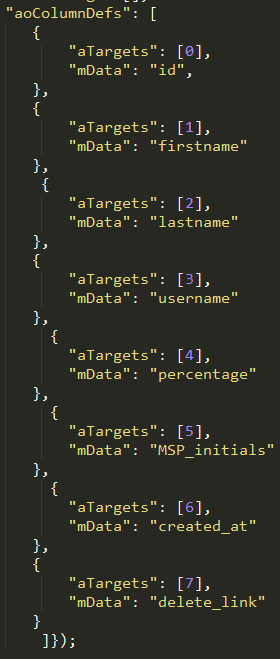 "aoColumnDefs": [
{
"aTargets": [0],
"mData": "id",
},
{
"aTargets": [1],
"mData": "firstname"
},
{
"aTargets": [2],
"mData": "lastname"
},
{
"aTargets": [3],
"mData": "username"
},
{
"aTargets": [4],
"mData": "percentage"
},
{
"aTargets": [5],
"mData": "MSP_initials"
},
{
"aTargets": [6],
"mData": "created_at"
},
{
"aTargets": [7],
"mData": "delete_link"
}
]});